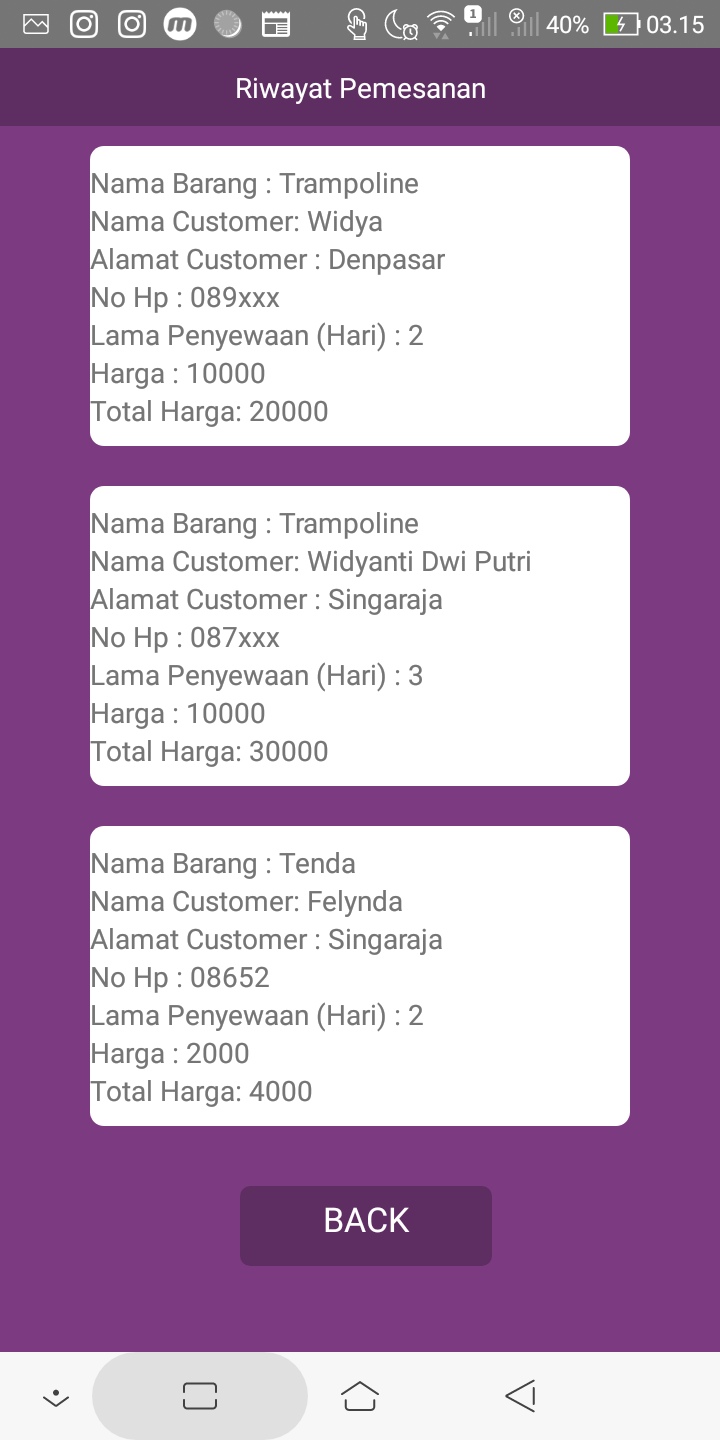 1
40%
03.15
Riwayat Pemesanan
Nama Barang : Trampoline
Nama Customer: Widya
Alamat Customer : Denpasar
No Hp : 089xxx
Lama Penyewaan (Hari) : 2
Harga : 10000
Total Harga: 20000
Nama Barang : Trampoline
Nama Customer: Widyanti Dwi Putri
Alamat Customer : Singaraja
No Hp : 087xxx
Lama Penyewaan (Hari) : 3
Harga : 10000
Total Harga: 30000
Nama Barang : Tenda
Nama Customer: Felynda
Alamat Customer : Singaraja
No Hp : 08652
Lama Penyewaan (Hari) : 2
Harga : 2000
Total Harga: 4000
BACK